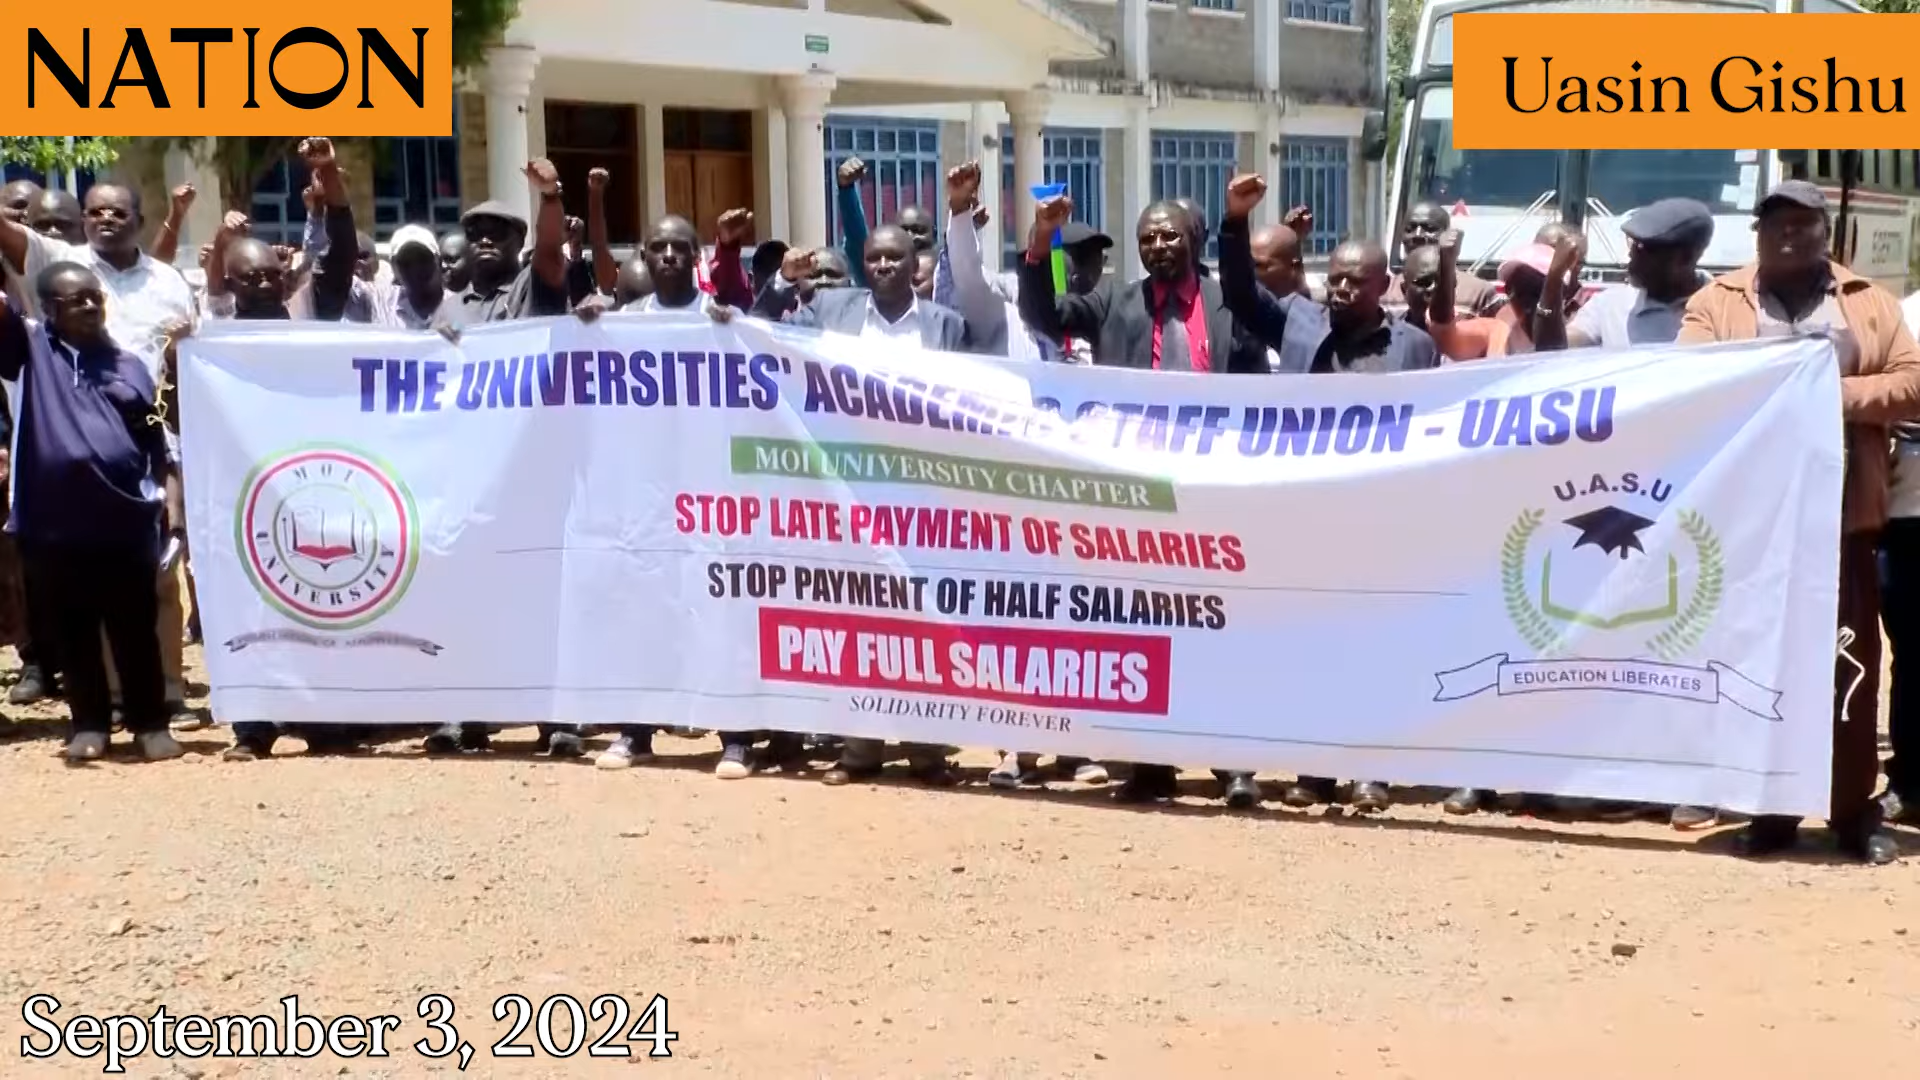 NATION
Uasin Gishu
THE UNIVERSITIES' ACADEMIC STAFF UNION - UASU
MOI UNIVERSITY CHAPTER
STOP LATE PAYMENT OF SALARIES
STOP PAYMENT OF HALF SALARIES
PAY FULL SALARIES
SOLIDARITY FOREVER
MOI
UNIVERSITY
U.A.S.U
EDUCATION LIBERATES
September 3, 2024